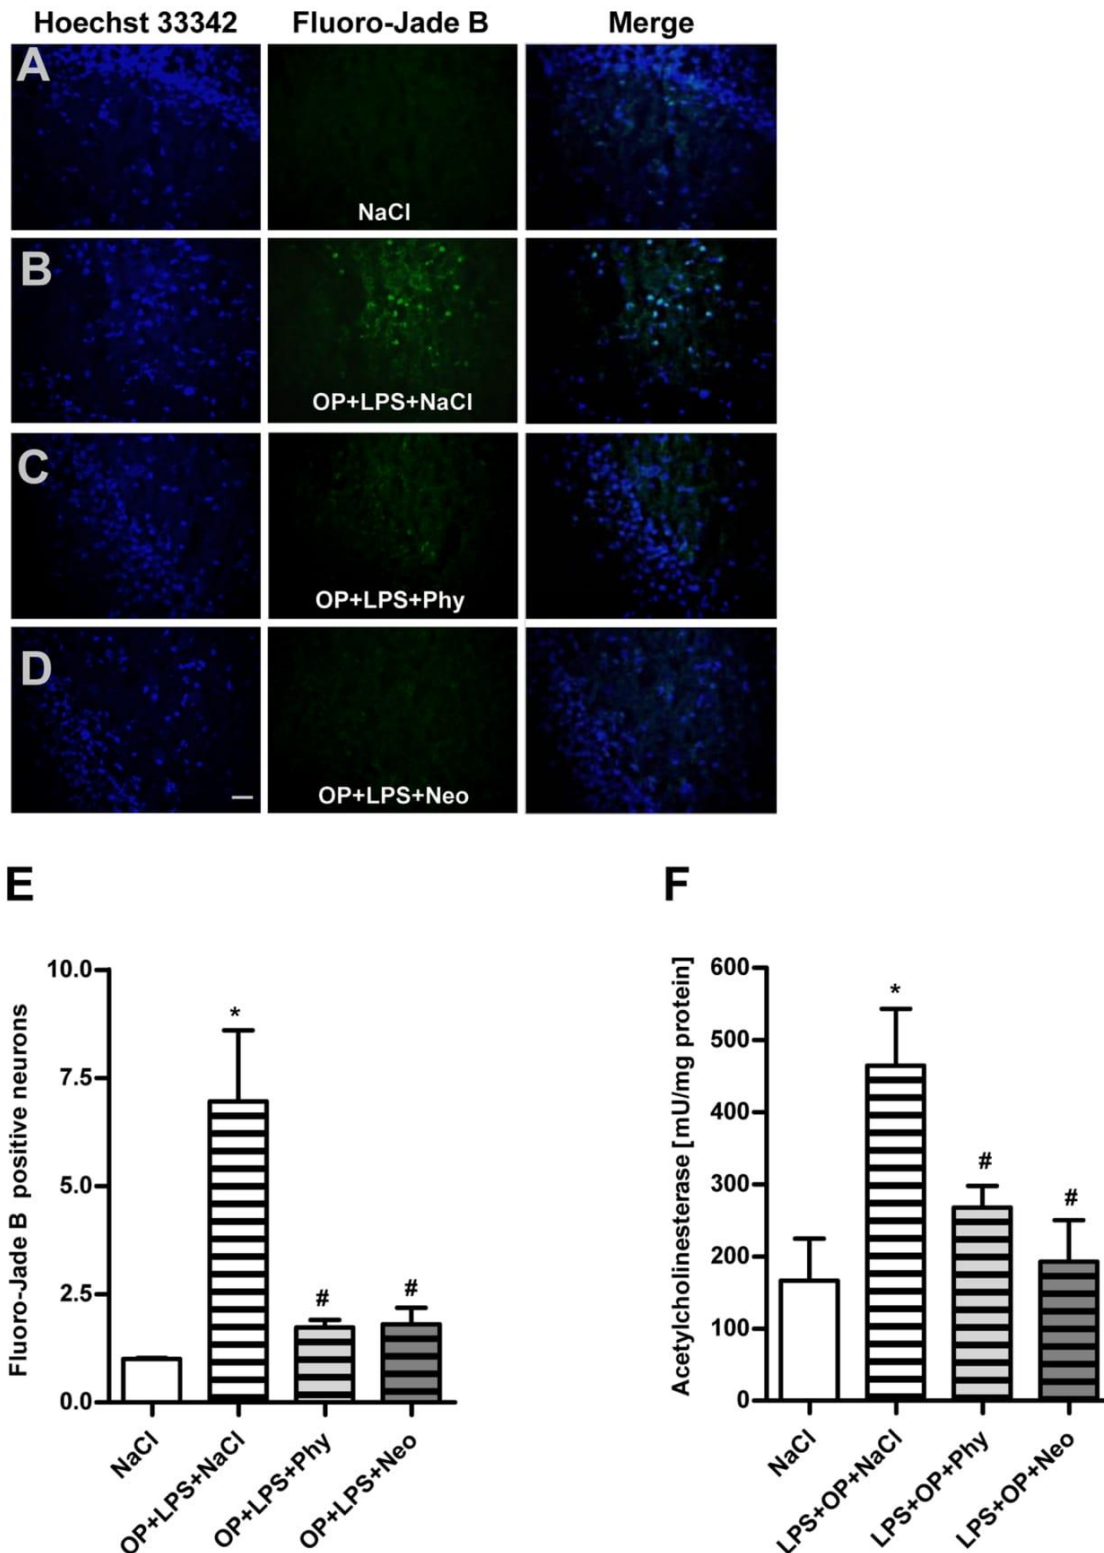 Hoechst 33342 Fluoro-Jade B Merge
A
NaCl
B
OP+LPS+NaCl
C
OP+LPS+Phy
D
OP+LPS+Neo
E
Fluoro-Jade B positive neurons
10.0
7.5
5.0
2.5
0.0
*
#
#
NaCl
OP+LPS+NaCl
OP+LPS+Phy
OP+LPS+Neo
F
Acetylcholinesterase [mU/mg protein]
600
500
400
300
200
100
0
*
#
#
NaCl
LPS+OP+NaCl
LPS+OP+Phy
LPS+OP+Neo